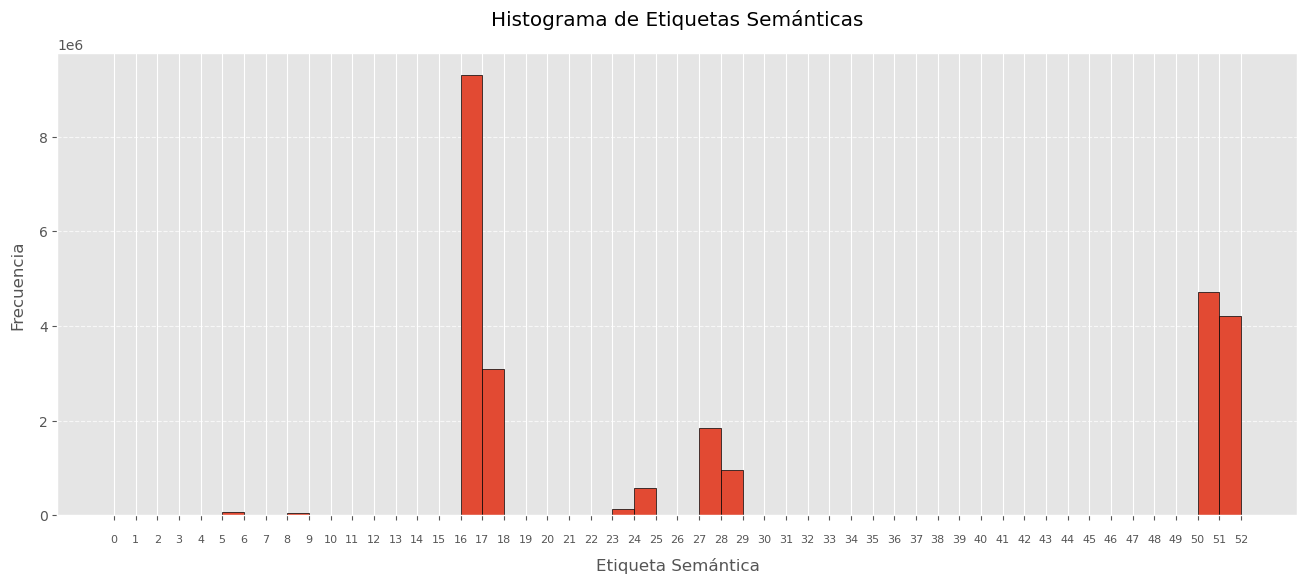 Histograma de Etiquetas Semánticas
1e6
8
6
4
2
0
Frecuencia
0 1 2 3 4 5 6 7 8 9 10 11 12 13 14 15 16 17 18 19 20 21 22 23 24 25 26 27 28 29 30 31 32 33 34 35 36 37 38 39 40 41 42 43 44 45 46 47 48 49 50 51 52
Etiqueta Semántica